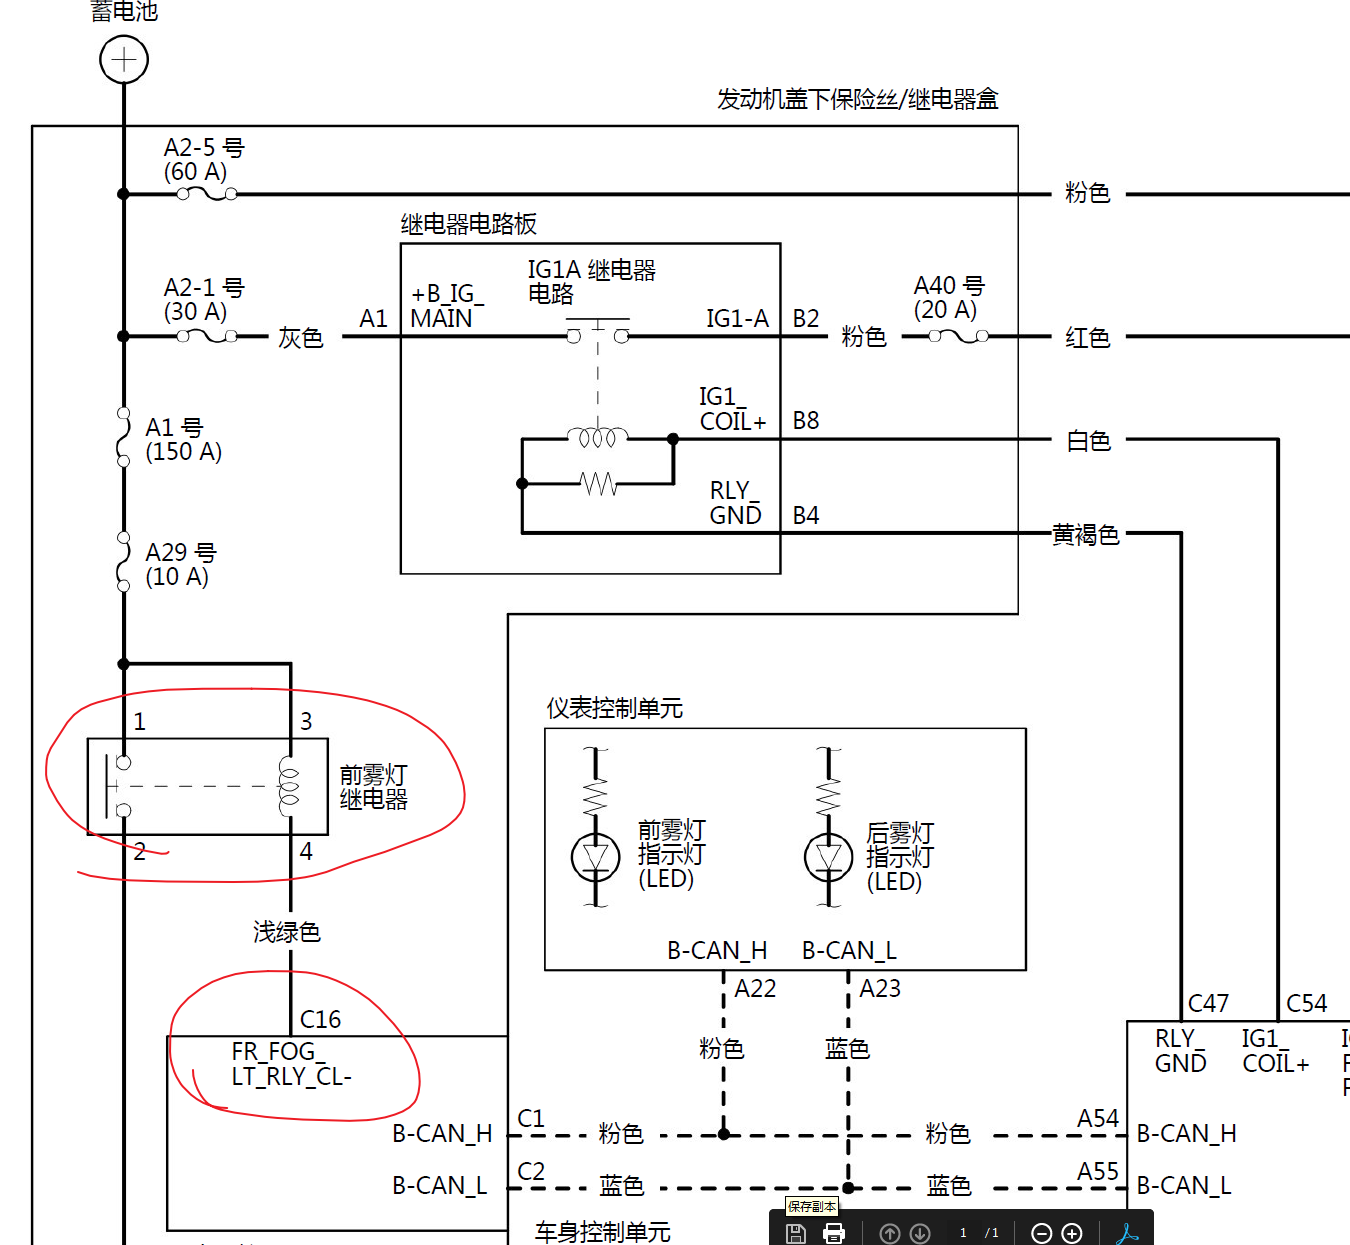 蓄电池
发动机盖下保险丝/继电器盒
A2-5 号
(60 A)
粉色
继电器电路板
A2-1 号
(30 A)
灰色
A1
+B_IG_
MAIN
IG1A 继电器
电路
IG1-A
B2
粉色
A40 号
(20 A)
红色
A1 号
(150 A)
IG1_
COIL+
B8
白色
RLY_
GND
B4
黄褐色
A29 号
(10 A)
1
3
前雾灯
继电器
2
4
浅绿色
仪表控制单元
前雾灯
指示灯
(LED)
后雾灯
指示灯
(LED)
B-CAN_H
B-CAN_L
A22
A23
粉色
蓝色
C16
FR_FOG_
LT_RLY_CL-
C47
C54
RLY_
GND
IG1_
COIL+
B-CAN_H
C1
粉色
粉色
A54
B-CAN_H
B-CAN_L
C2
蓝色
蓝色
A55
B-CAN_L
车身控制单元
保存副本
1
/1